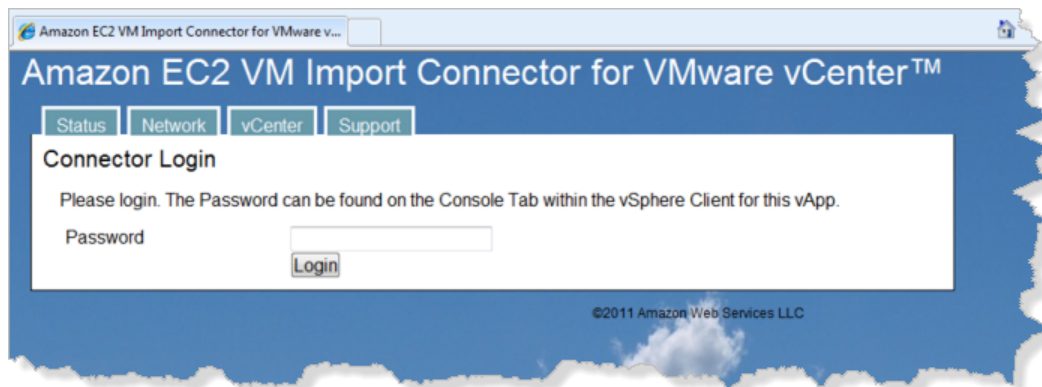 Amazon EC2 VM Import Connector for VMware v...
Amazon EC2 VM Import Connector for VMware vCenter™
Status Network vCenter Support
Connector Login
Please login. The Password can be found on the Console Tab within the vSphere Client for this vApp.
Password
Login
©2011 Amazon Web Services LLC